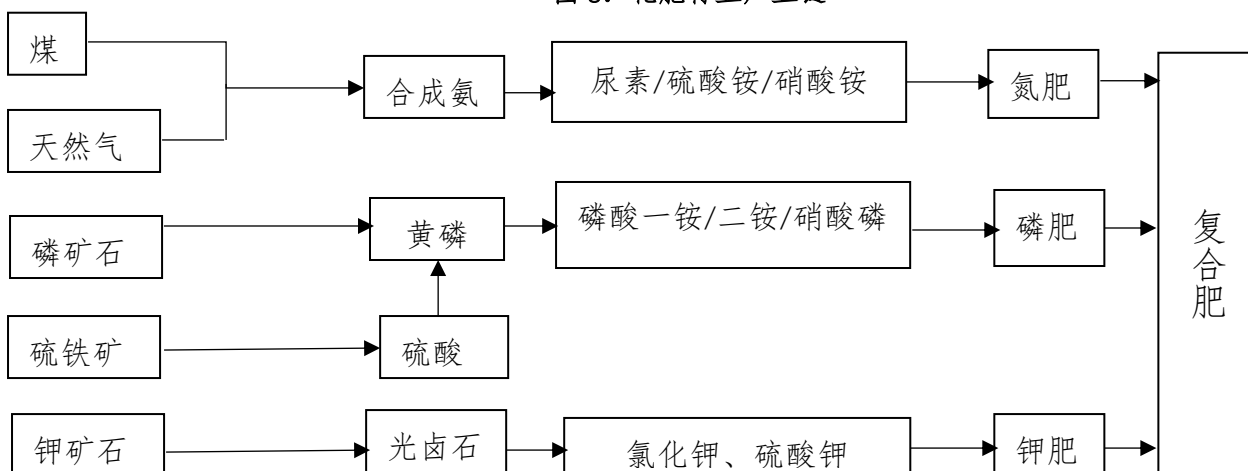 煤
天然气
合成氨
尿素/硫酸铵/硝酸铵
氮肥
磷矿石
黄磷
磷酸一铵/二铵/硝酸磷
磷肥
硫铁矿
硫酸
钾矿石
光卤石
氯化钾、硫酸钾
钾肥
复合肥